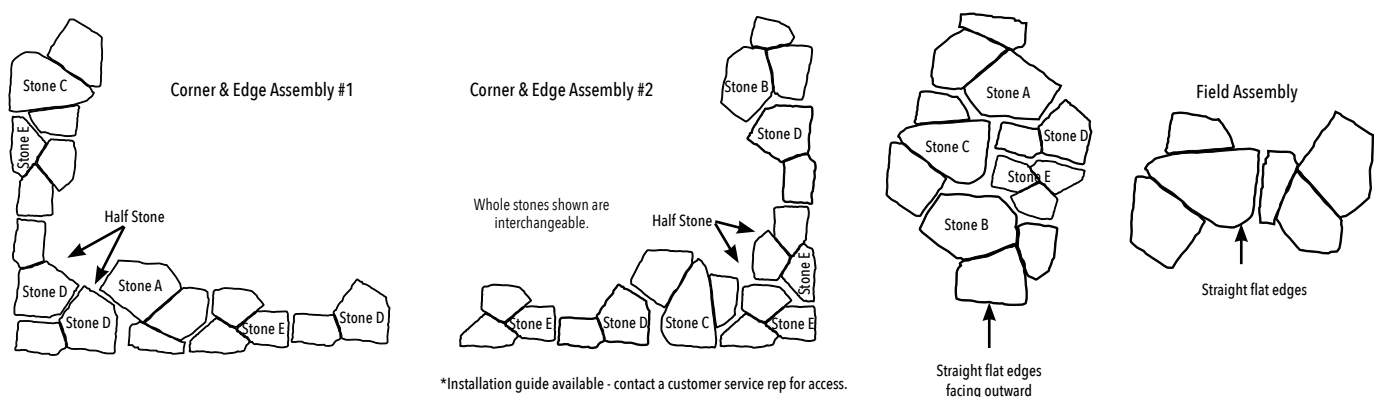 Corner & Edge Assembly #1
Stone C
Stone E
Half Stone
Stone D
Stone A
Stone D
Stone E
Stone D
Corner & Edge Assembly #2
Stone B
Stone D
Whole stones shown are
interchangeable.
Half Stone
Stone E
Stone E
Stone D
Stone C
Stone E
*Installation guide available - contact a customer service rep for access.
Stone A
Stone D
Stone C
Stone E
Stone B
Straight flat edges
facing outward
Field Assembly
Straight flat edges